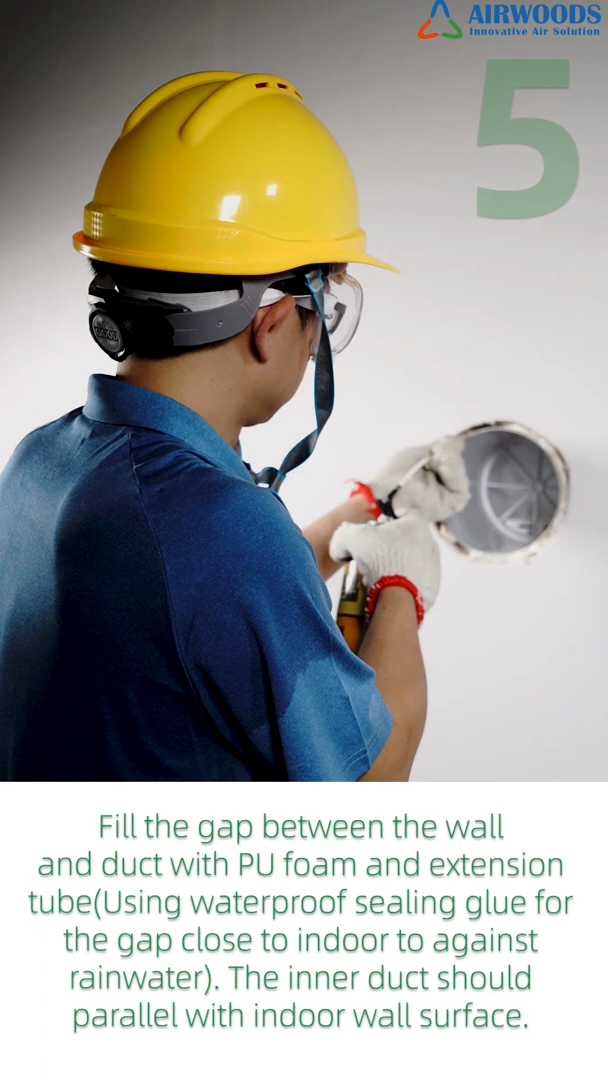 AIRWOODS
Innovative Air Solution
5
Fill the gap between the wall
and duct with PU foam and extension
tube(Using waterproof sealing glue for
the gap close to indoor to against
rainwater). The inner duct should
parallel with indoor wall surface.